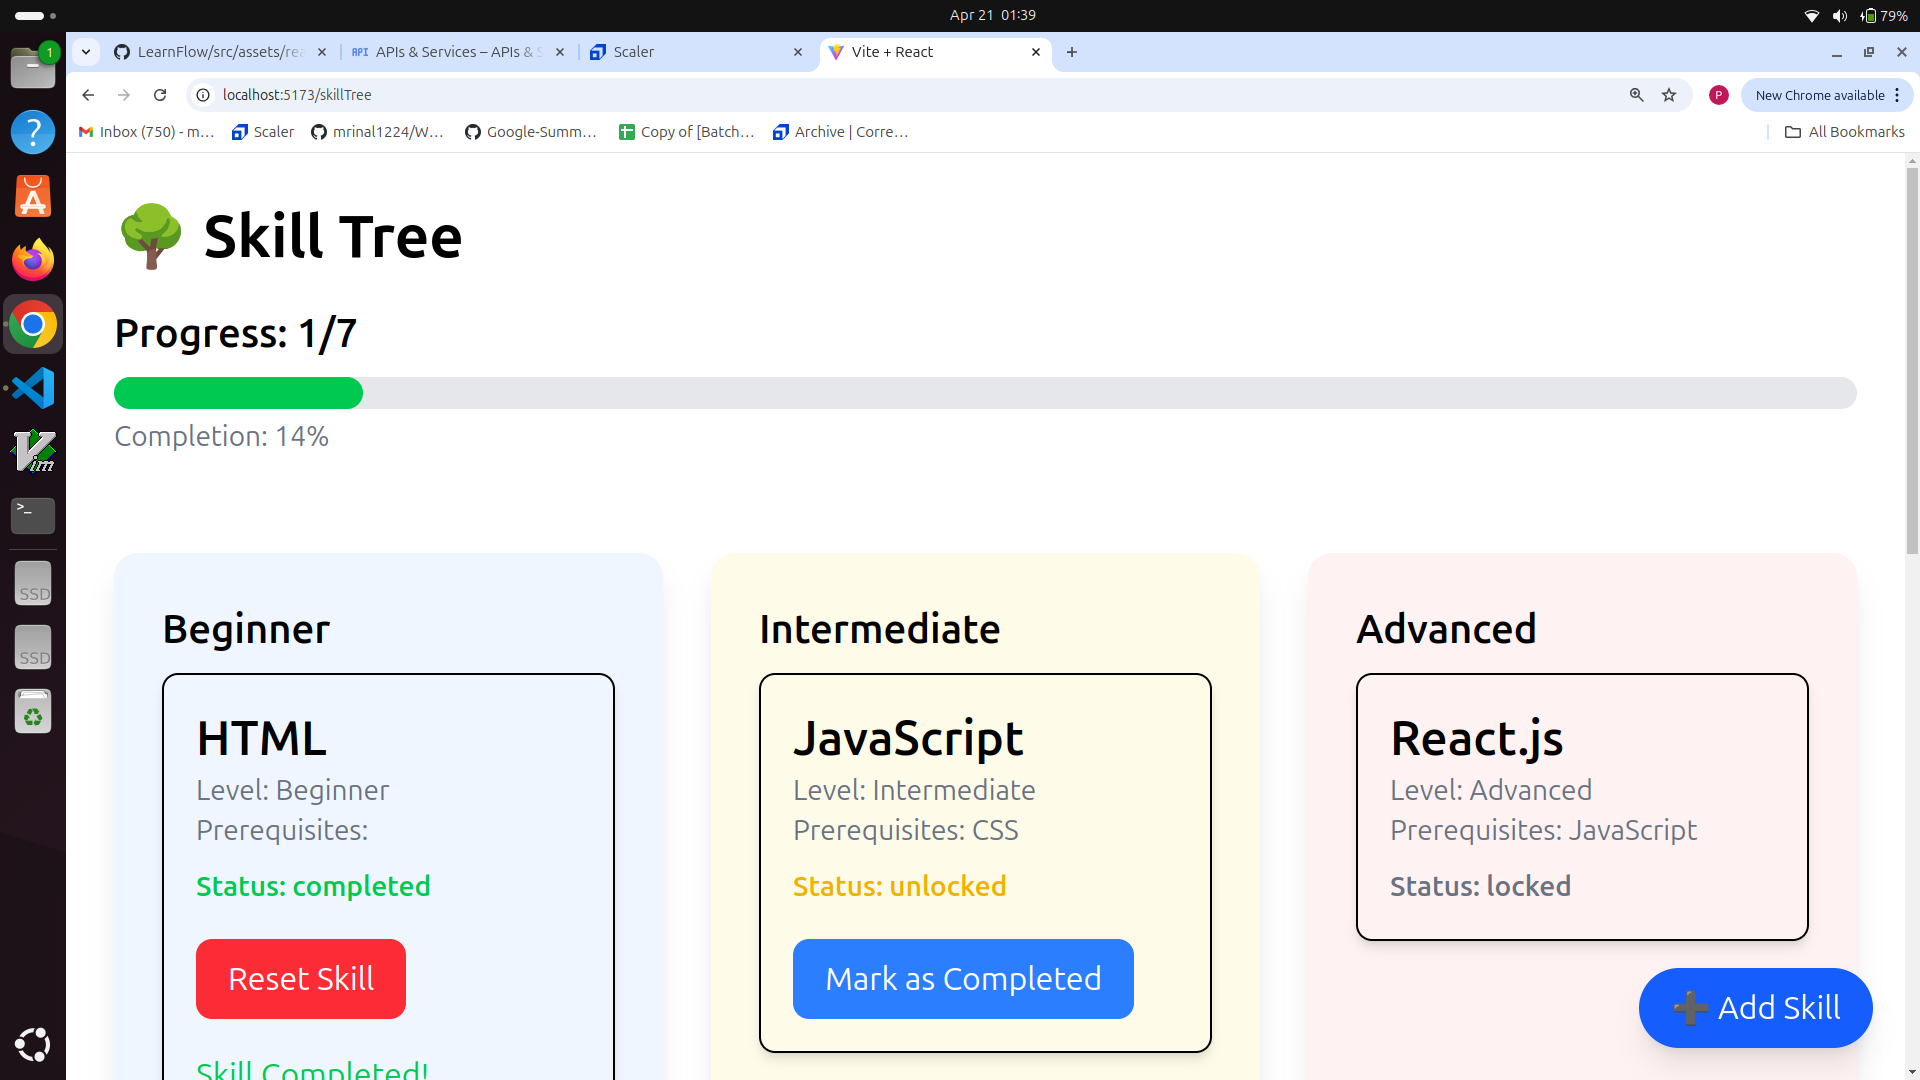 Apr 21 01:39
79%
1
LearnFlow/src/assets/rea
API APIs & Services – APIs & S
Scaler
Vite + React
localhost:5173/skillTree
P
New Chrome available
Inbox (750) - m...
Scaler
mrinal1224/W...
Google-Summ...
Copy of [Batch...
Archive | Corre...
All Bookmarks
Skill Tree
Progress: 1/7
Completion: 14%
Beginner
HTML
Level: Beginner
Prerequisites:
Status: completed
Reset Skill
Skill Completed!
Intermediate
JavaScript
Level: Intermediate
Prerequisites: CSS
Status: unlocked
Mark as Completed
Advanced
React.js
Level: Advanced
Prerequisites: JavaScript
Status: locked
➕ Add Skill
?
Vim
>_
SSD
SSD